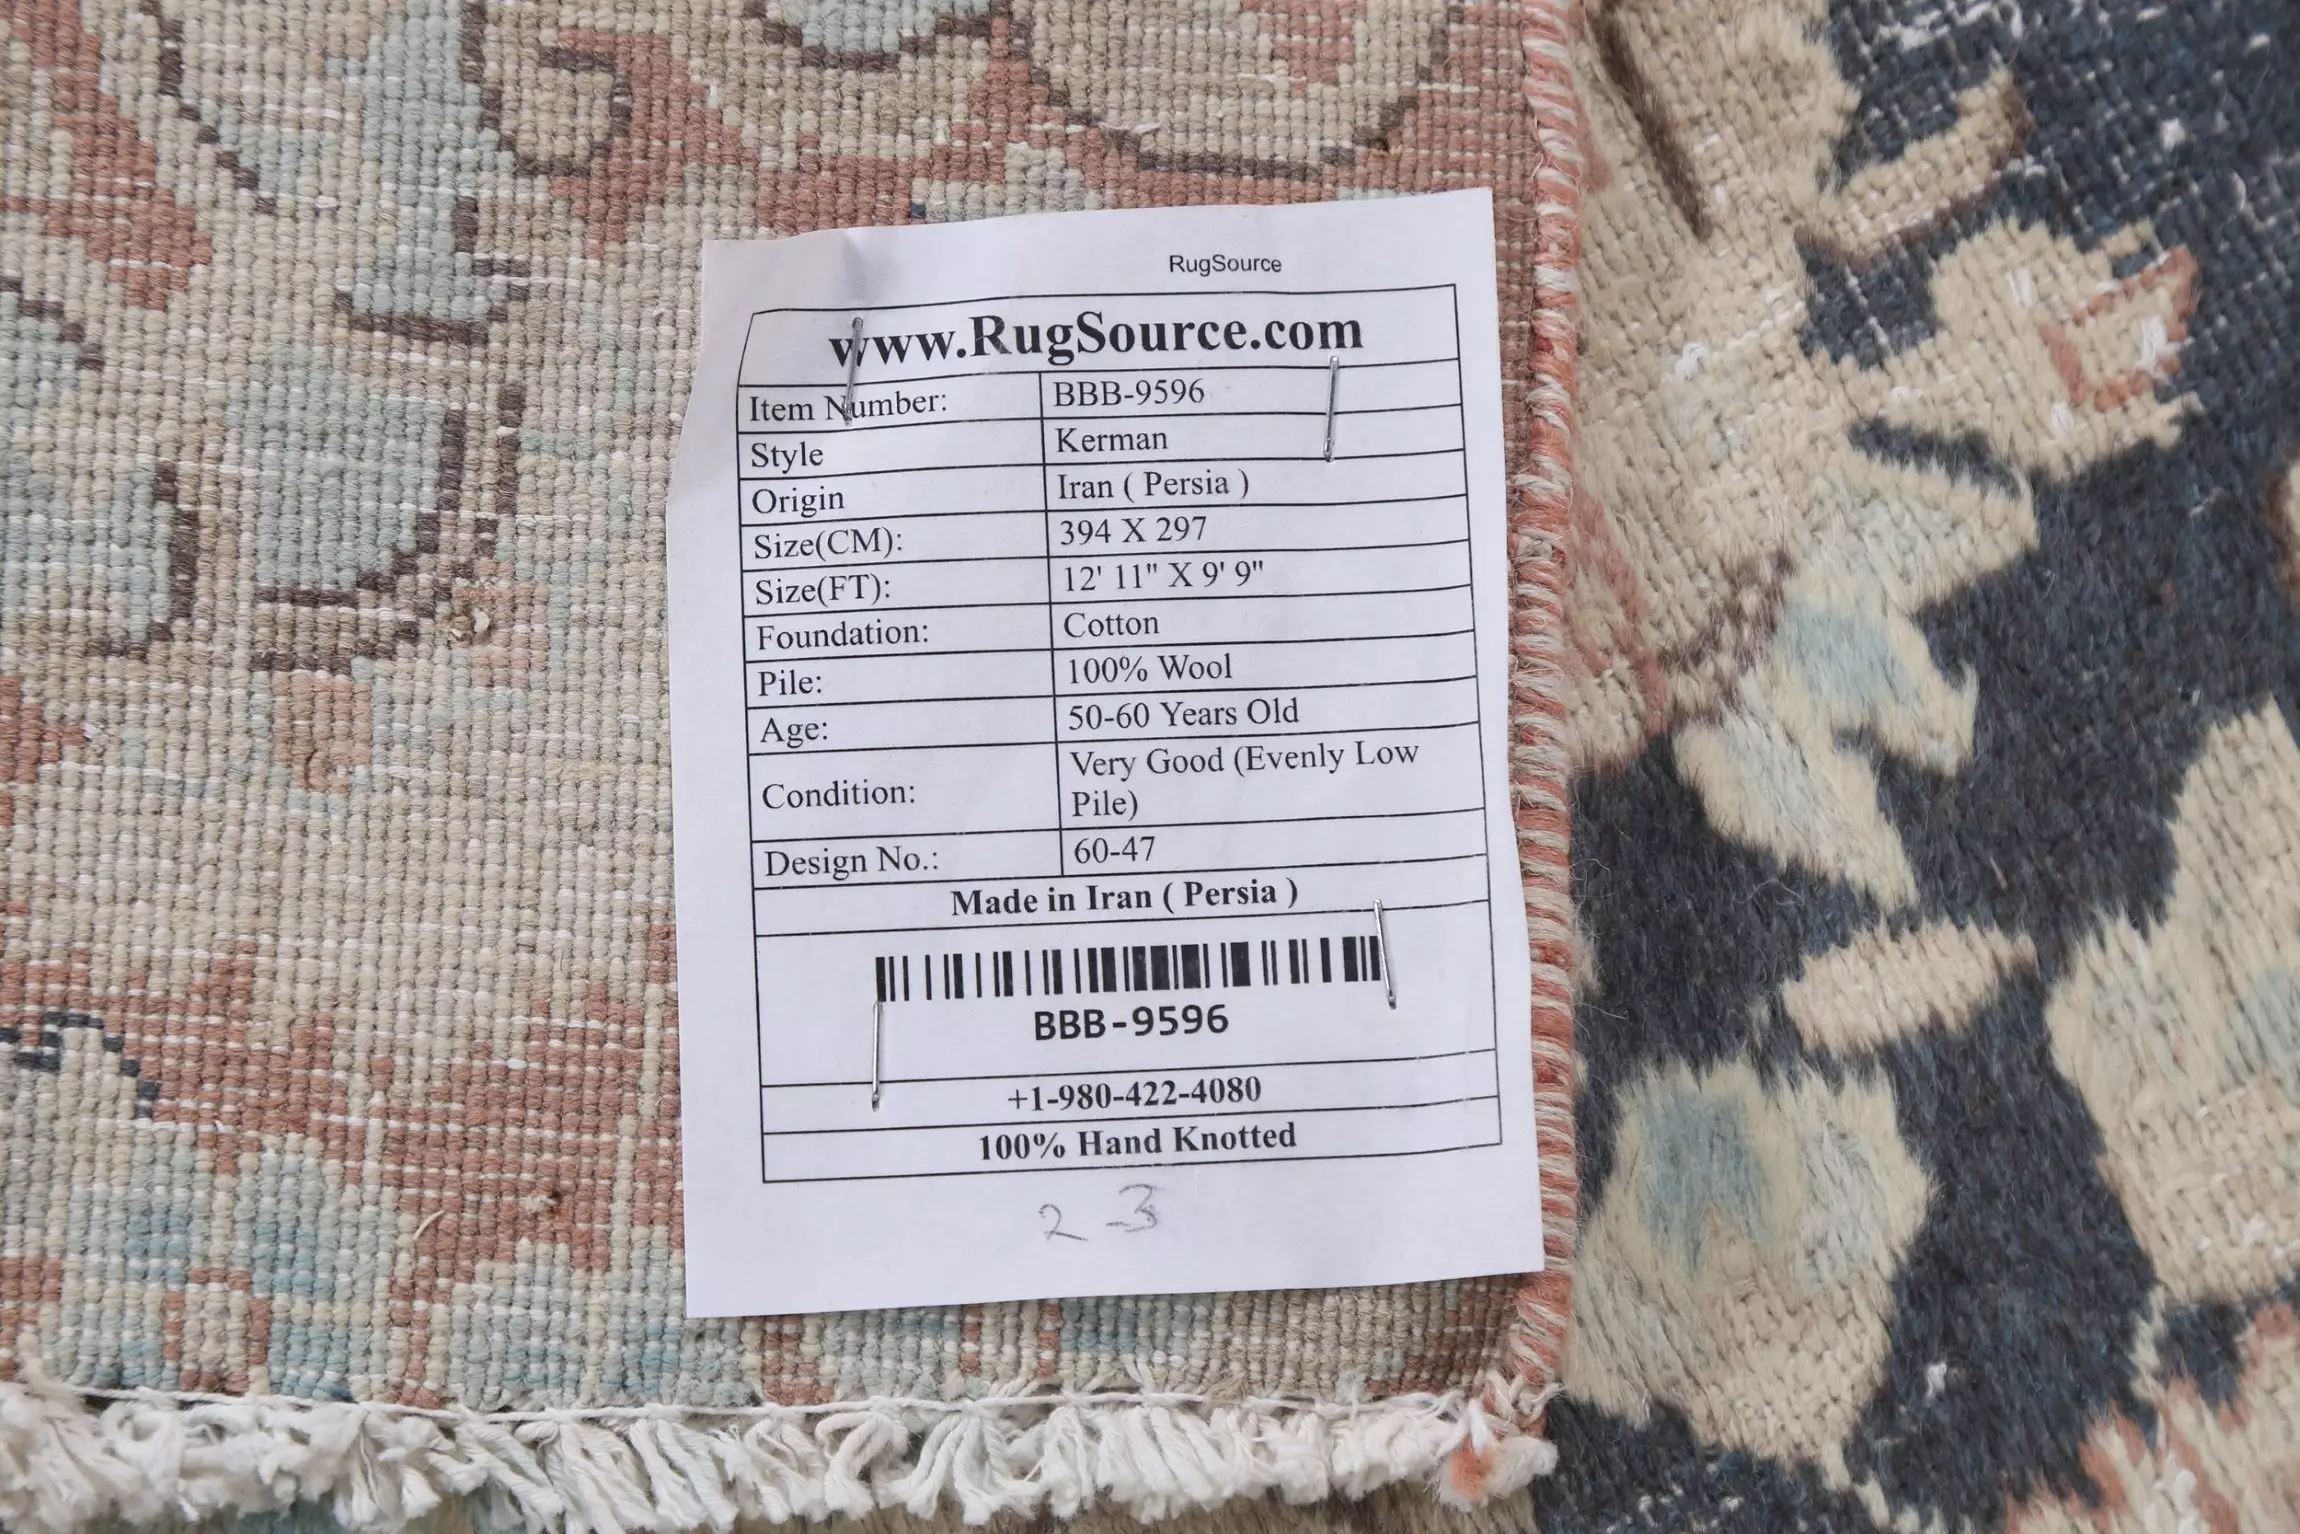 RugSource
www.RugSource.com
Item Number: BBB-9596
Style Kerman
Origin Iran ( Persia )
Size(CM): 394 X 297
Size(FT): 12' 11" X 9' 9"
Foundation: Cotton
Pile: 100% Wool
Age: 50-60 Years Old
Condition: Very Good (Evenly Low
Pile)
Design No.: 60-47
Made in Iran ( Persia )
BBB-9596
+1-980-422-4080
100% Hand Knotted
2-3